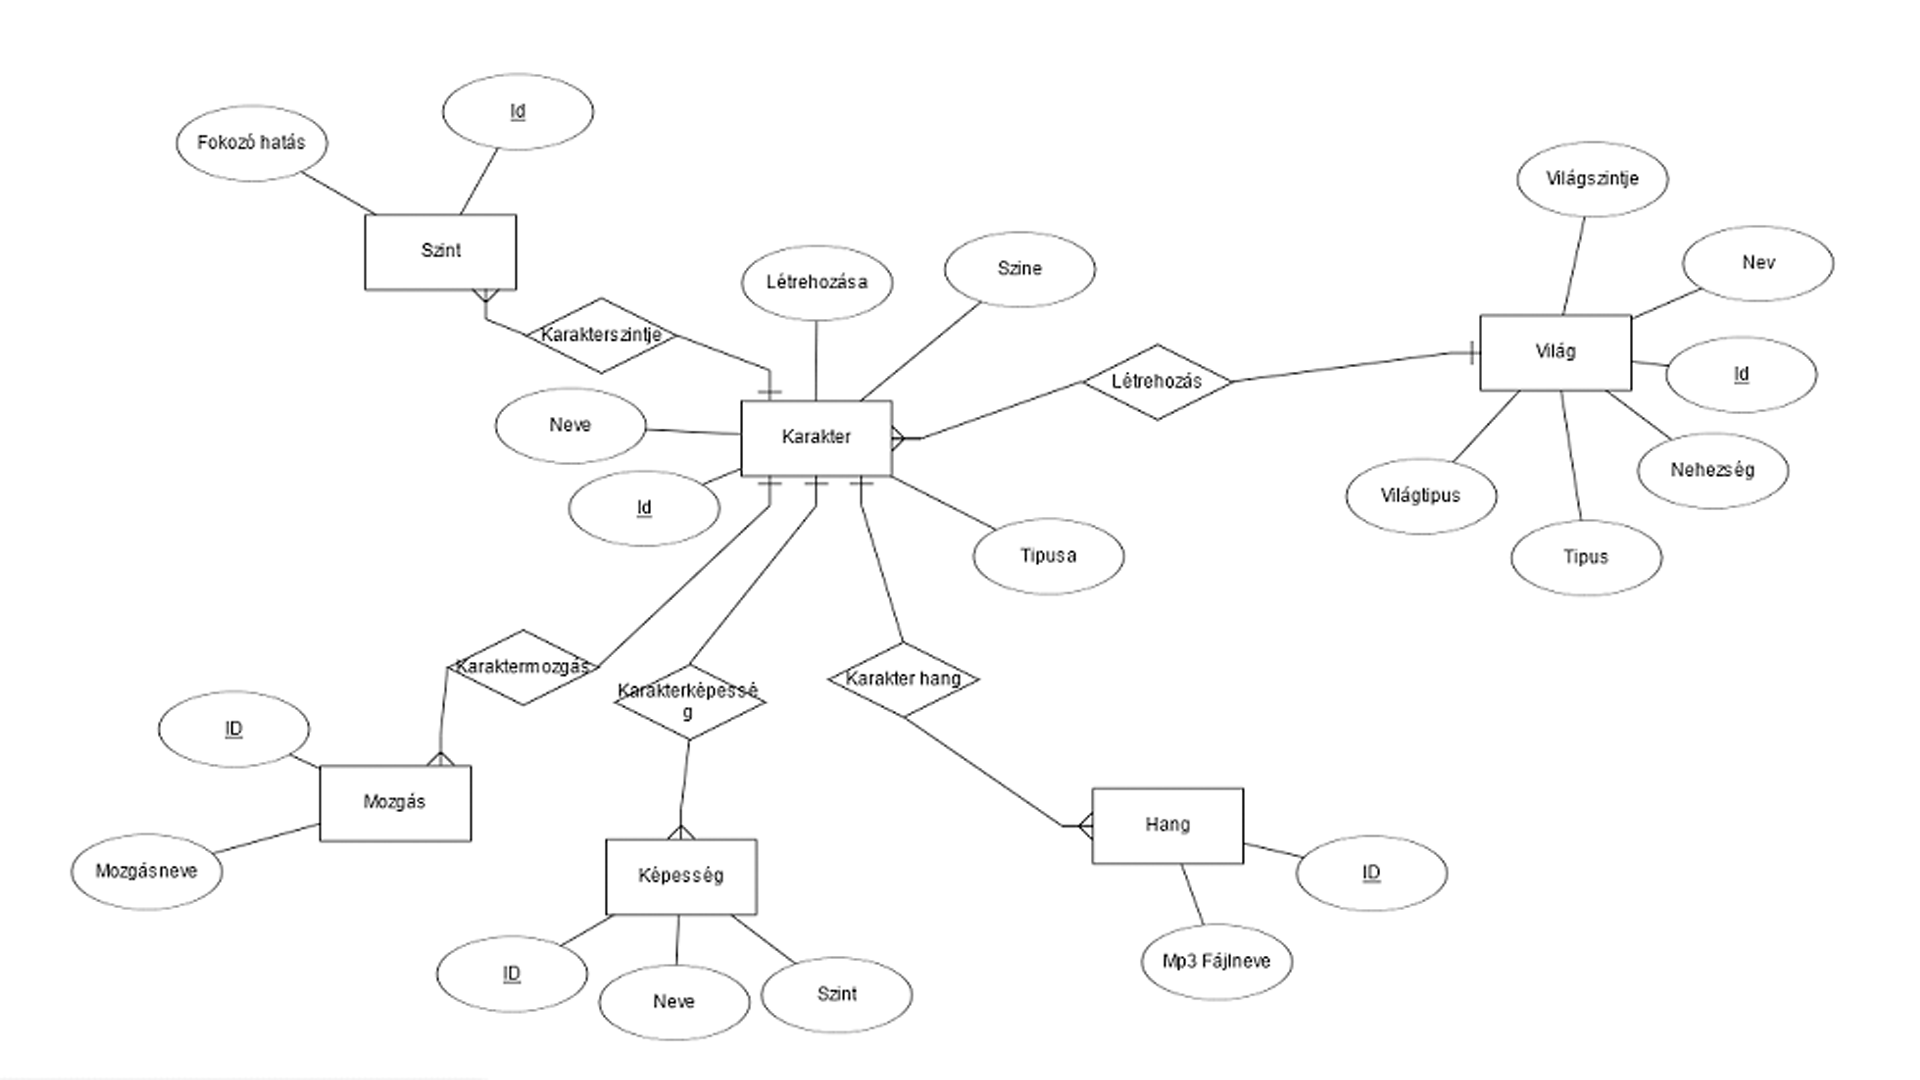 Id
Fokozó hatás
Világszintje
Szint
Nev
Szine
Létrehozása
Karakterszintje
Világ
Id
Létrehozás
Neve
Karakter
Nehezség
Világtipus
Id
Tipusa
Tipus
Karaktermozgás
Karakter hang
Karakterképessé
g
ID
Mozgás
Hang
Mozgásneve
Képesség
ID
Mp3 Fájlneve
ID
Neve
Szint